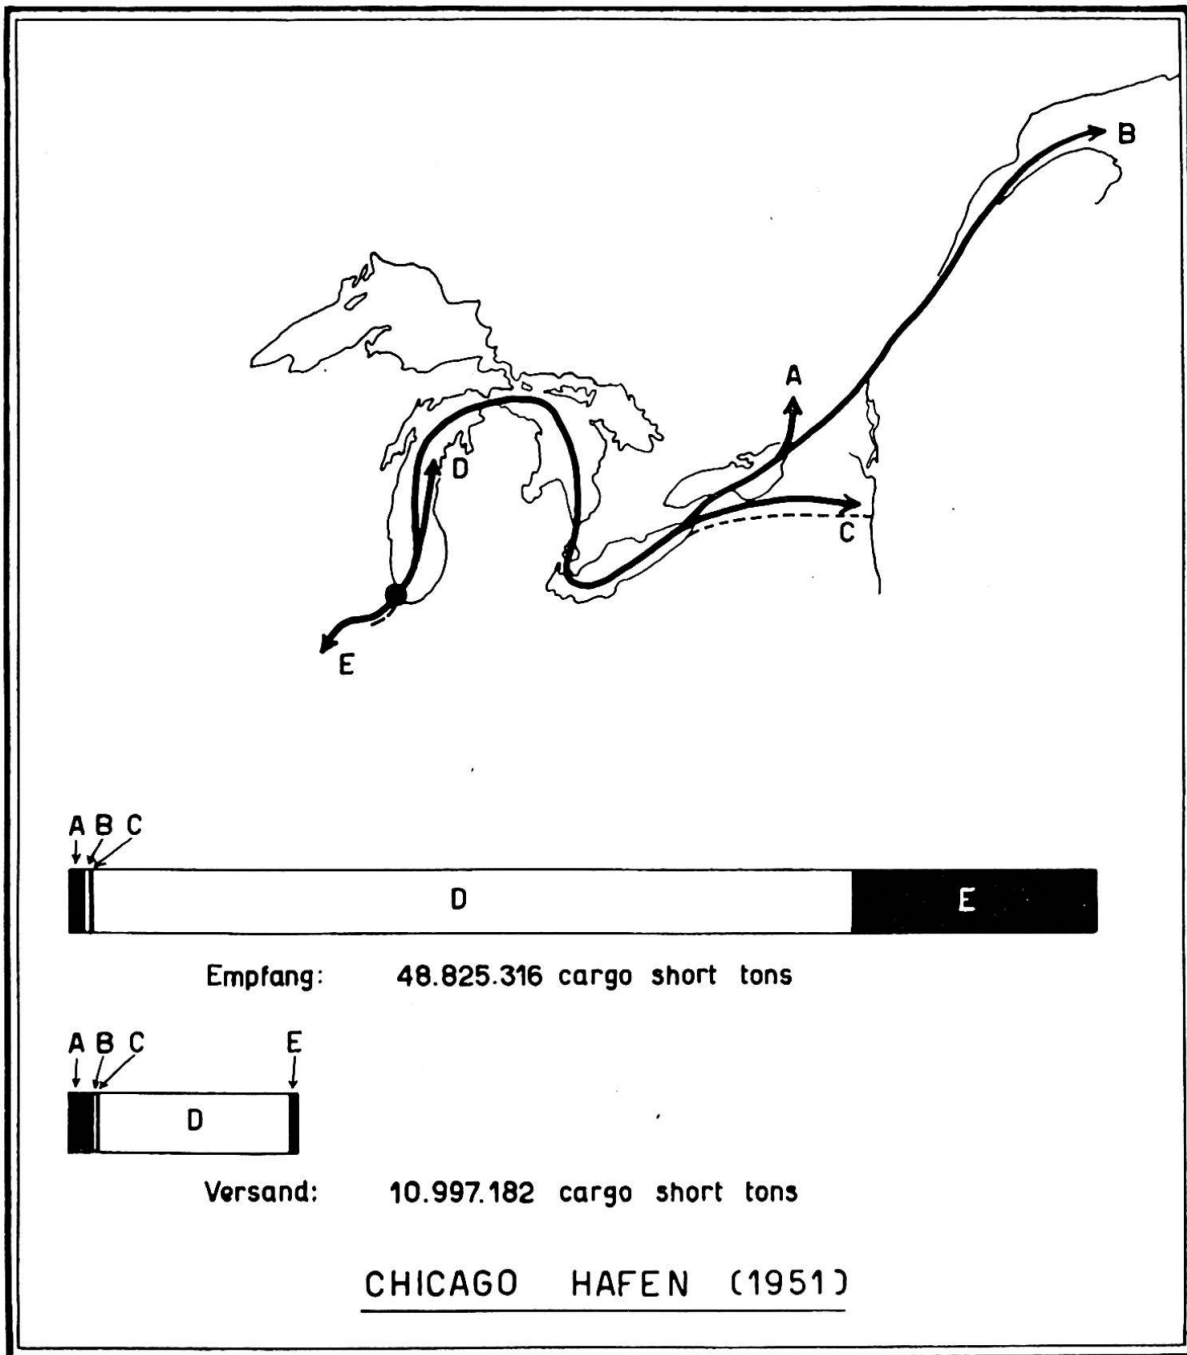 B
A
D
C
E
A B C
D E
Empfang: 48.825.316 cargo short tons
A B C E
D
Versand: 10.997.182 cargo short tons
CHICAGO HAFEN (1951)